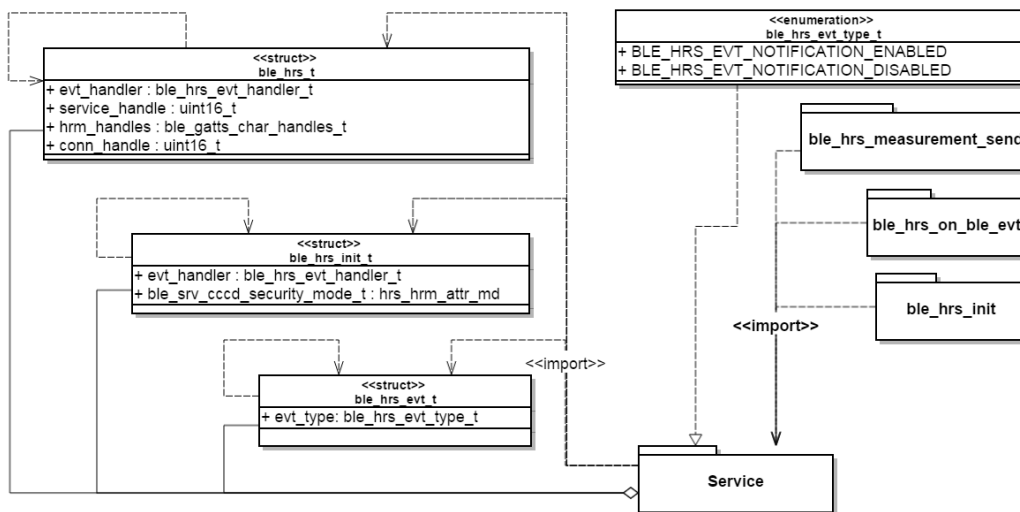 <<struct>>
ble_hrs_t
+ evt_handler : ble_hrs_evt_handler_t
+ service_handle : uint16_t
+ hrm_handles : ble_gatts_char_handles_t
+ conn_handle : uint16_t
<<enumeration>>
ble_hrs_evt_type_t
+ BLE_HRS_EVT_NOTIFICATION_ENABLED
+ BLE_HRS_EVT_NOTIFICATION_DISABLED
ble_hrs_measurement_send
ble_hrs_on_ble_evt
ble_hrs_init
<<import>>
<<struct>>
ble_hrs_init_t
+ evt_handler : ble_hrs_evt_handler_t
+ ble_srv_cccd_security_mode_t : hrs_hrm_attr_md
<<import>>
<<struct>>
ble_hrs_evt_t
+ evt_type: ble_hrs_evt_type_t
Service